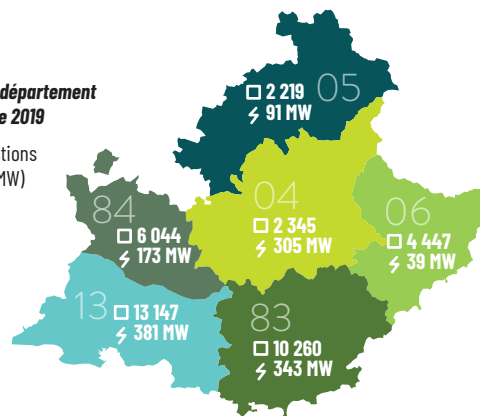 département
e 2019
tions
MW)
05
2 219
91 MW
04
2 345
305 MW
06
4 447
39 MW
84
6 044
173 MW
13
13 147
381 MW
83
10 260
343 MW